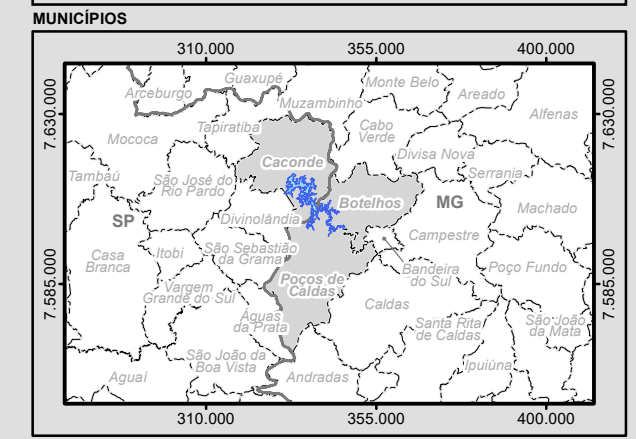 MUNICÍPIOS
310.000 355.000 400.000
7.630.000
7.630.000
Guaxupé
Arceburgo
Monte Belo
Areado
Muzambinho
Alfenas
Tapiratiba
Cabo
Verde
Mococa
Divisa Nova
Caconde
Serrania
Tambaú
São José do
Rio Pardo
Botelhos
MG
Machado
SP
Divinolândia
Campestre
Casa
Branca
Itobi
São Sebastião
da Grama
Bandeira
do Sul
Poço Fundo
Poços de
Caldas
7.585.000
7.585.000
Vargem
Grande do Sul
Caldas
Águas
da Prata
Santa Rita
de Caldas
São João
da Mata
São João da
Boa Vista
Ipuiúna
Aguaí
Andradas
310.000 355.000 400.000